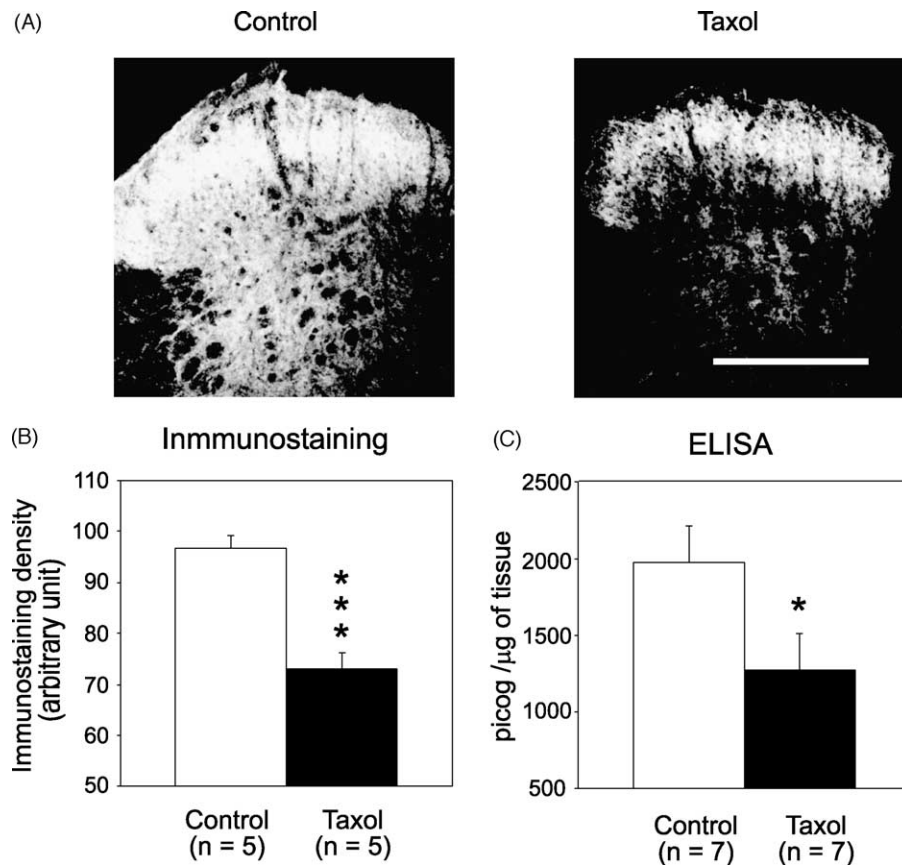 (A)
Control
Taxol
(B)
Inmmunostaining
Immunostaining density
(arbitrary unit)
110
100
90
80
70
60
50
***
Control
(n = 5)
Taxol
(n = 5)
(C)
ELISA
picog /µg of tissue
2500
2000
1500
1000
500
*
Control
(n = 7)
Taxol
(n = 7)